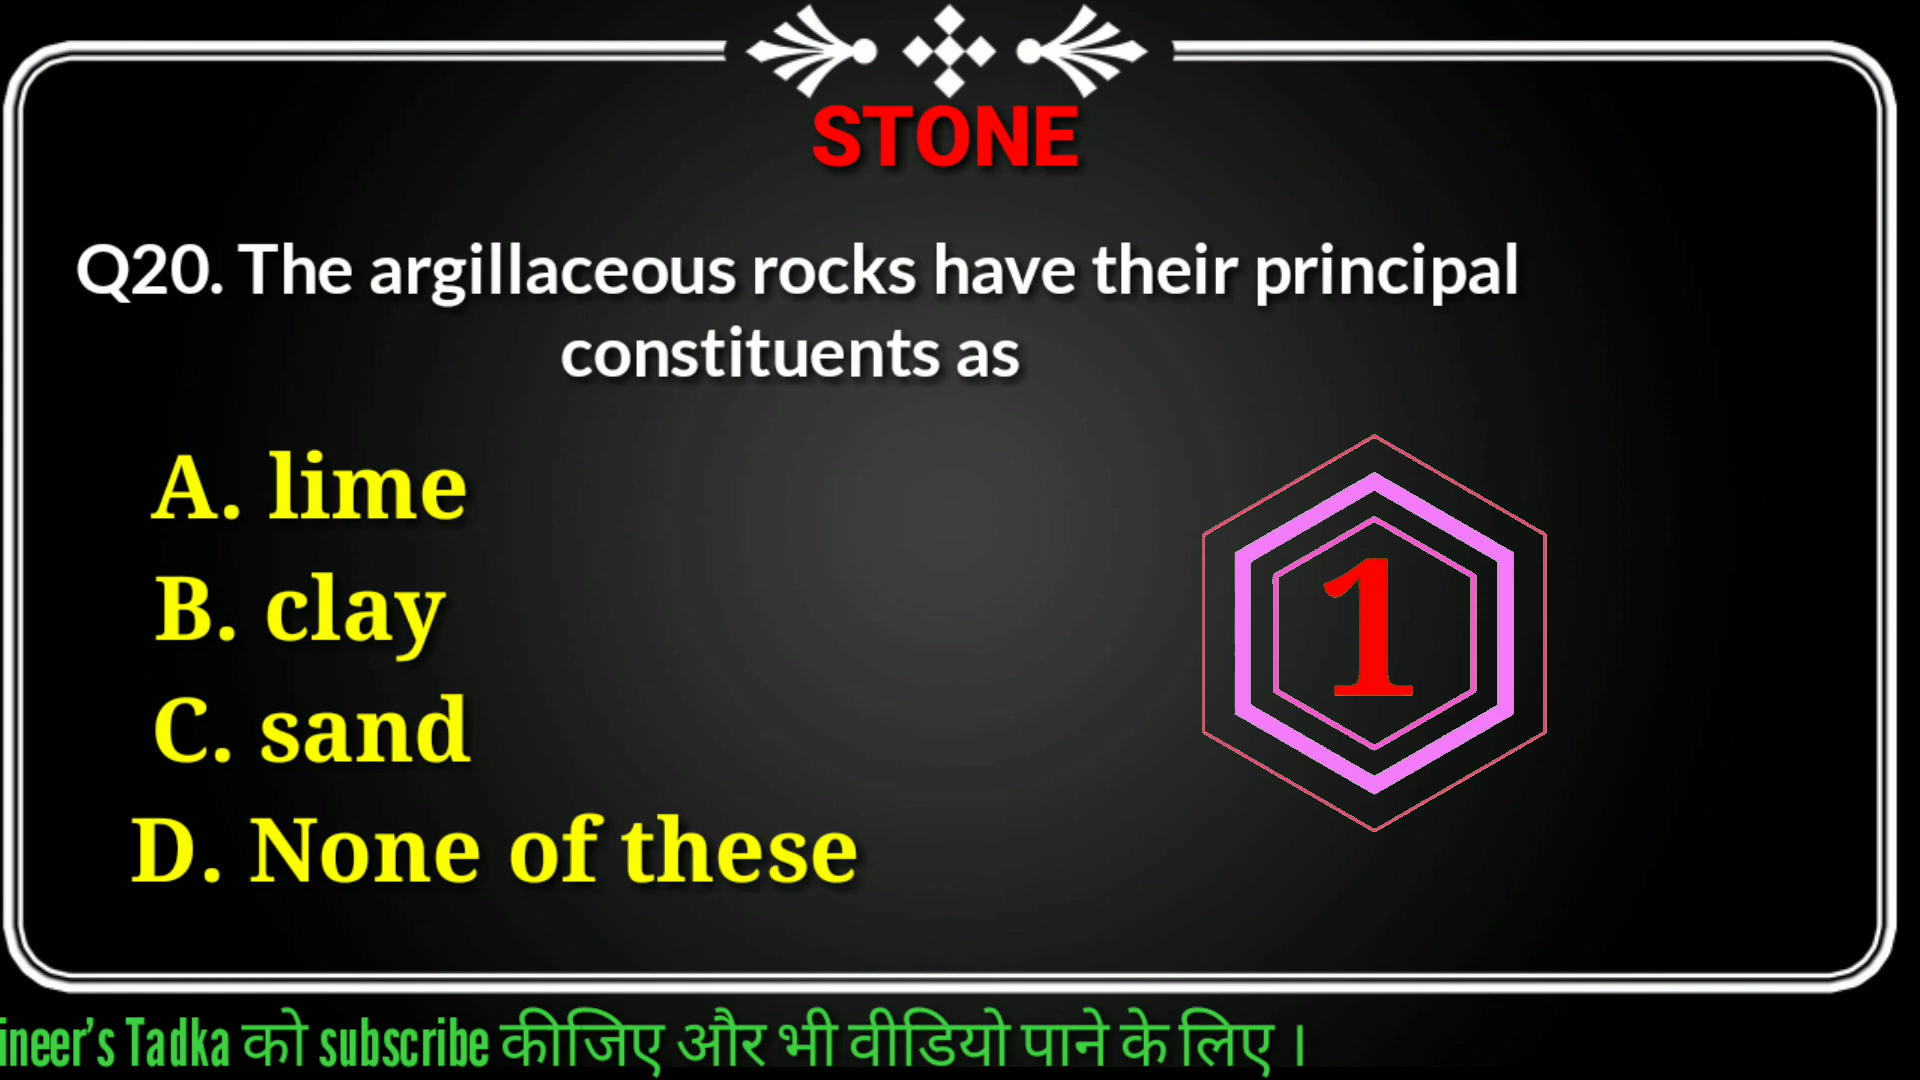 STONE
Q20. The argillaceous rocks have their principal
constituents as
A. lime
B. clay
C. sand
D. None of these
1
ineer's Tadka को subscribe कीजिए और भी वीडियो पाने के लिए ।